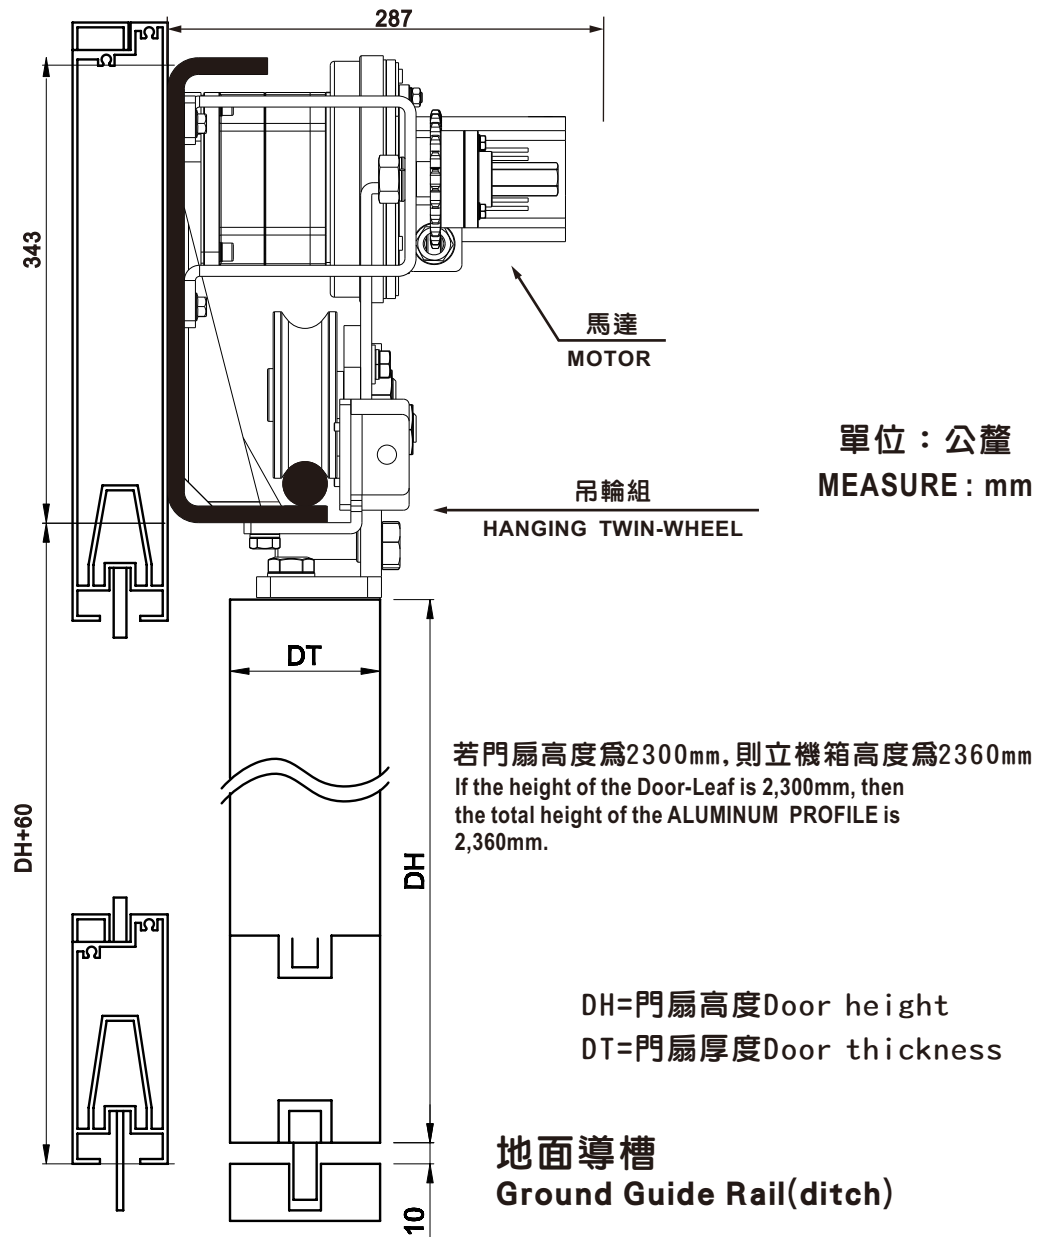 287
343
馬達
MOTOR
單位：公釐
MEASURE : mm
吊輪組
HANGING TWIN-WHEEL
DT
若門扇高度爲2300mm,則立機箱高度爲2360mm
If the height of the Door-Leaf is 2,300mm, then
the total height of the ALUMINUM PROFILE is
2,360mm.
DH+60
DH
DH=門扇高度Door height
DT=門扇厚度Door thickness
地面導槽
Ground Guide Rail(ditch)
10